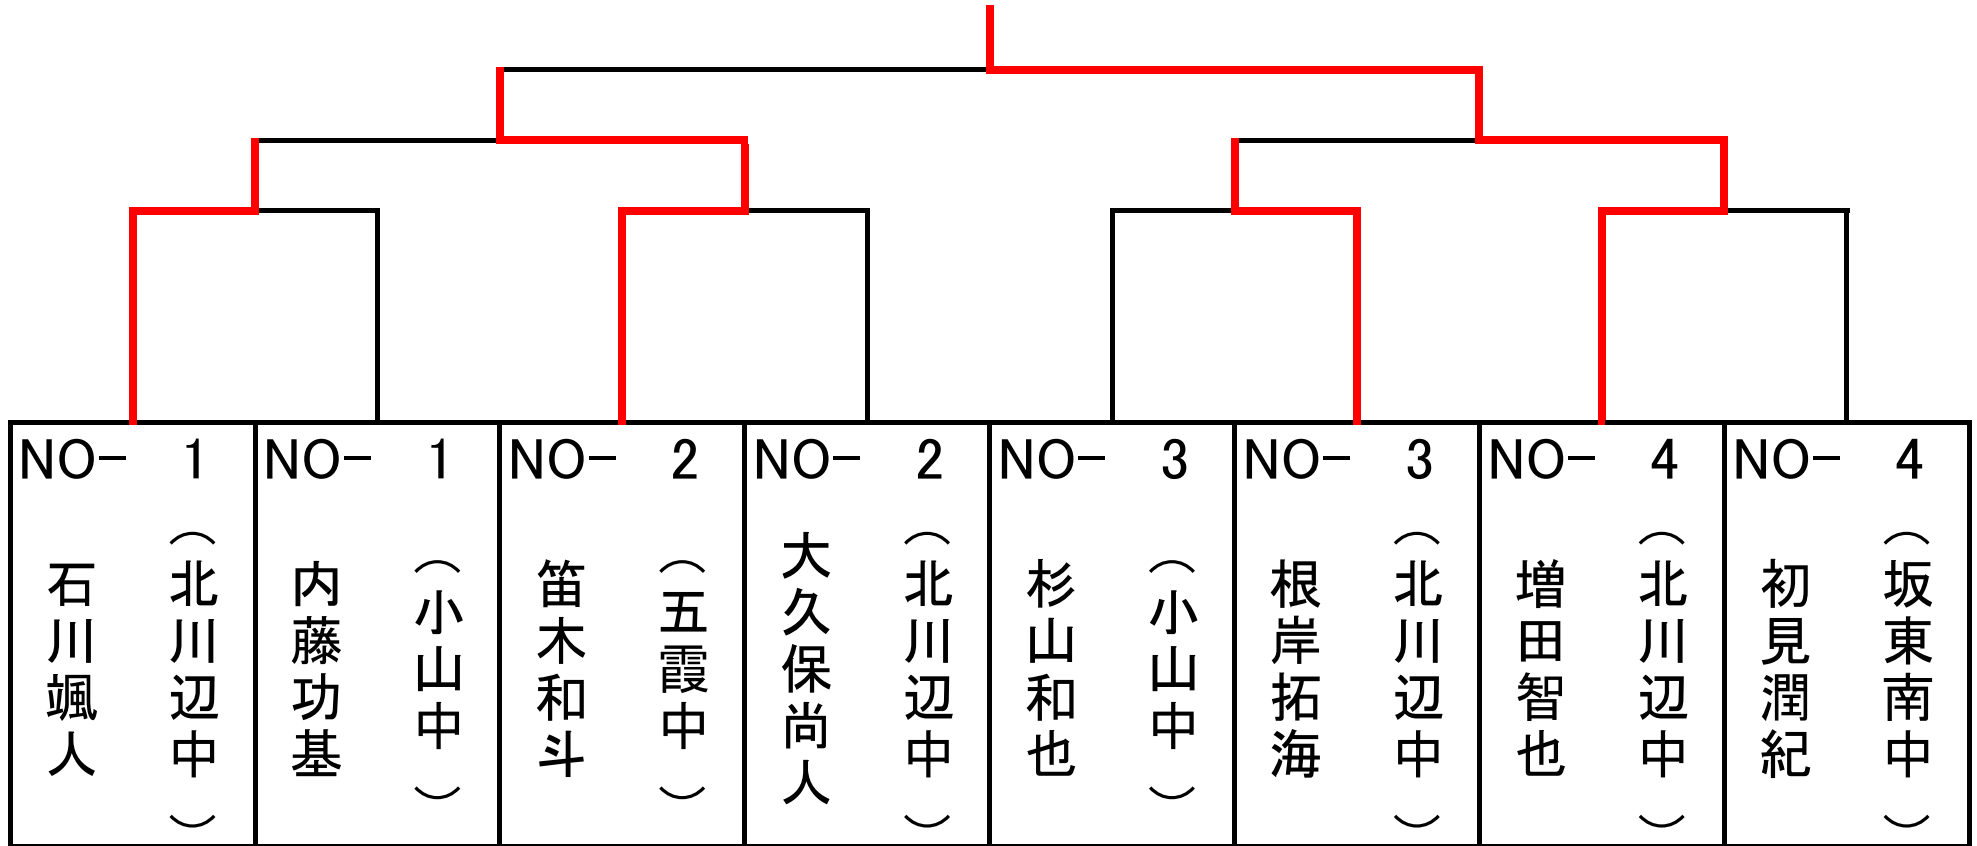 NO−　1
石川颯人
（北川辺中）
NO−　1
内藤功基
（小山中）
NO−　2
笛木和斗
（五霞中）
NO−　2
大久保尚人
（北川辺中）
NO−　3
杉山和也
（小山中）
NO−　3
根岸拓海
（北川辺中）
NO−　4
増田智也
（北川辺中）
NO−　4
初見潤紀
（坂東南中）